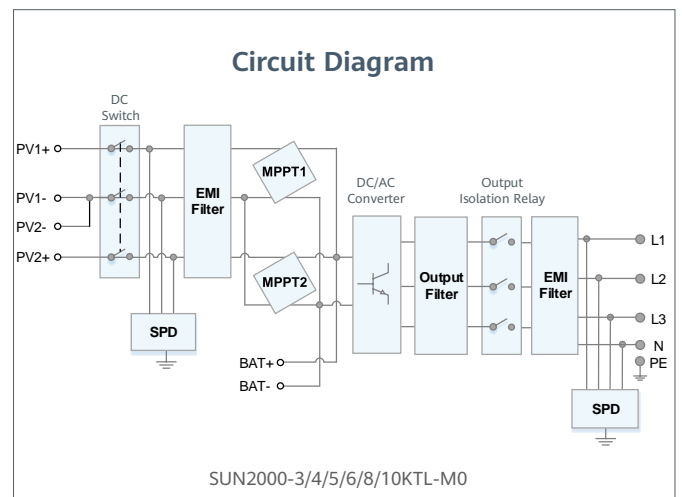 Circuit Diagram
DC
Switch
PV1+
PV1-
PV2-
PV2+
EMI
Filter
SPD
MPPT1
MPPT2
BAT+
BAT-
DC/AC
Converter
Output
Filter
Output
Isolation Relay
EMI
Filter
L1
L2
L3
N
PE
SPD
SUN2000-3/4/5/6/8/10KTL-M0